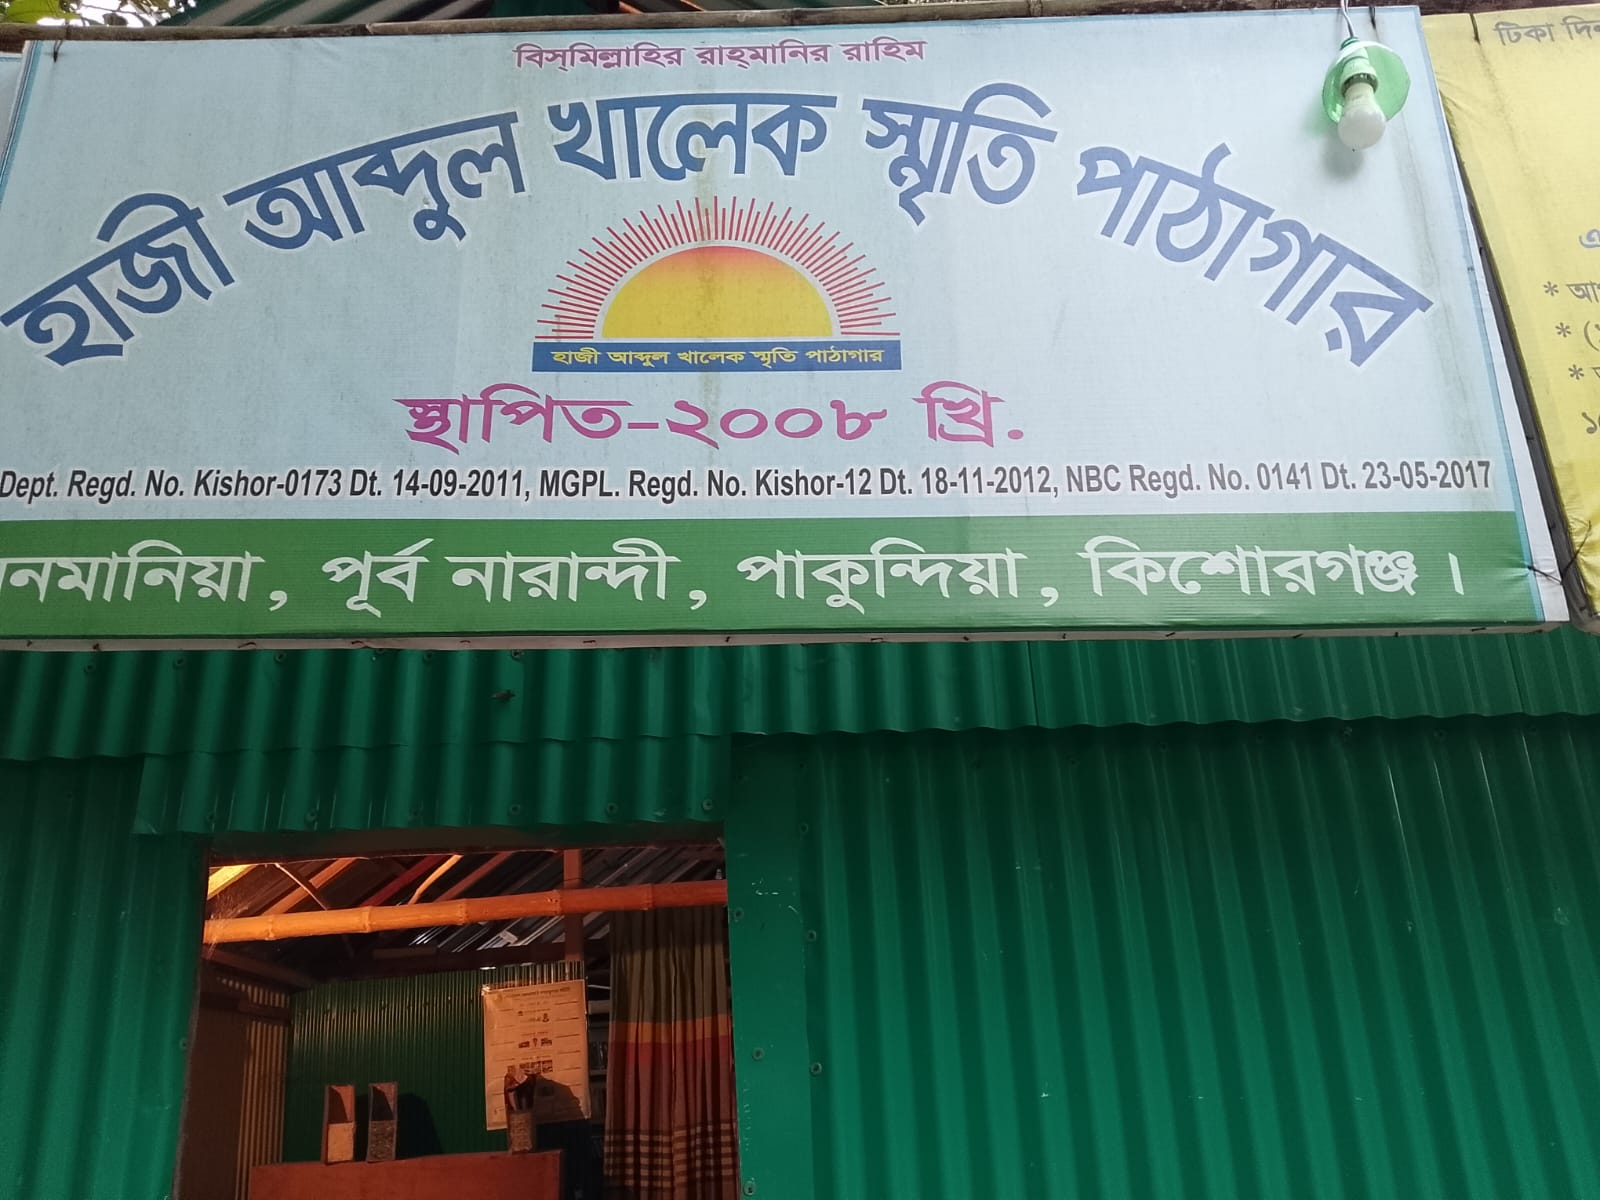 বিস্‌মিল্লাহির রাহ্‌মানির রাহিম
হাজী আব্দুল খালেক স্মৃতি পাঠাগার
হাজী আব্দুল খালেক স্মৃতি পাঠাগার
স্থাপিত-২০০৮ খ্রি.
Dept. Regd. No. Kishor-0173 Dt. 14-09-2011, MGPL. Regd. No. Kishor-12 Dt. 18-11-2012, NBC Regd. No. 0141 Dt. 23-05-2017
নমানিয়া, পূর্ব নারান্দী, পাকুন্দিয়া, কিশোরগঞ্জ।
টিকা